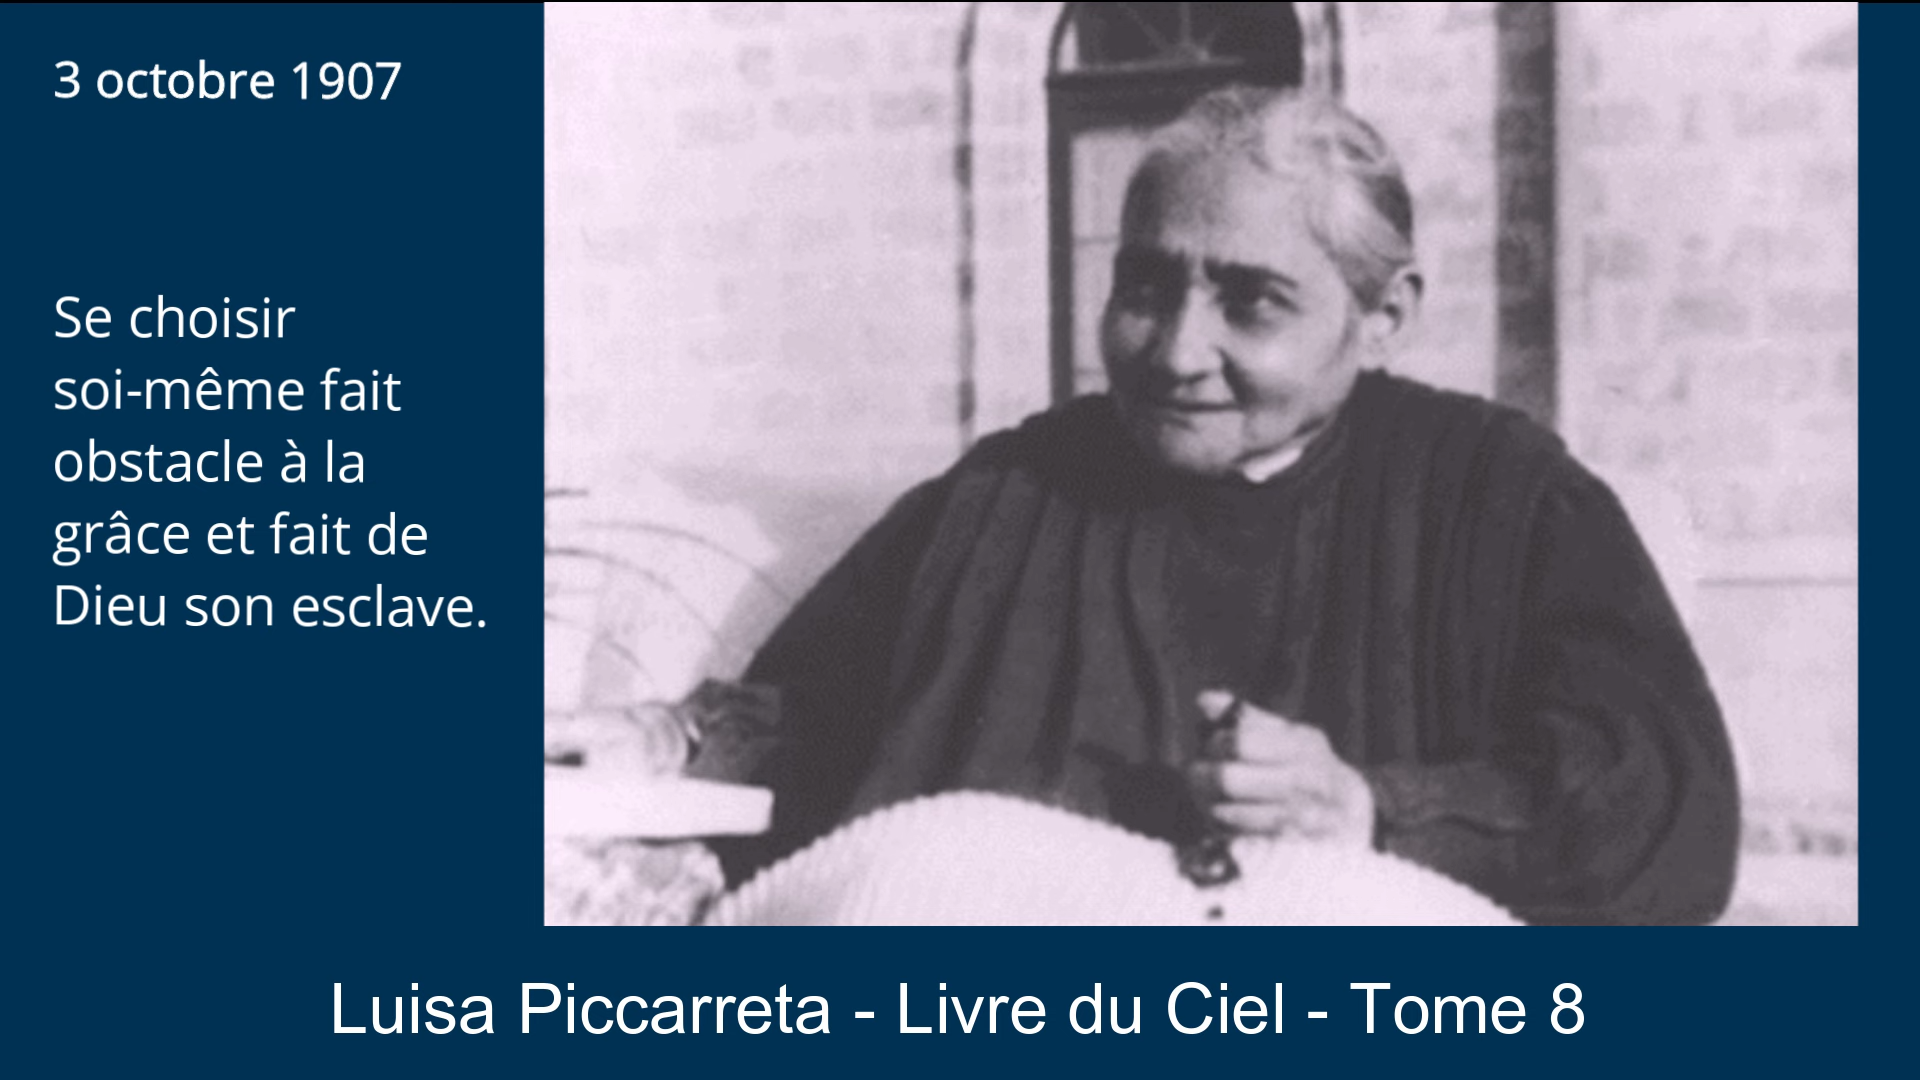 3 octobre 1907
Se choisir
soi-même fait
obstacle à la
grâce et fait de
Dieu son esclave.
Luisa Piccarreta - Livre du Ciel - Tome 8